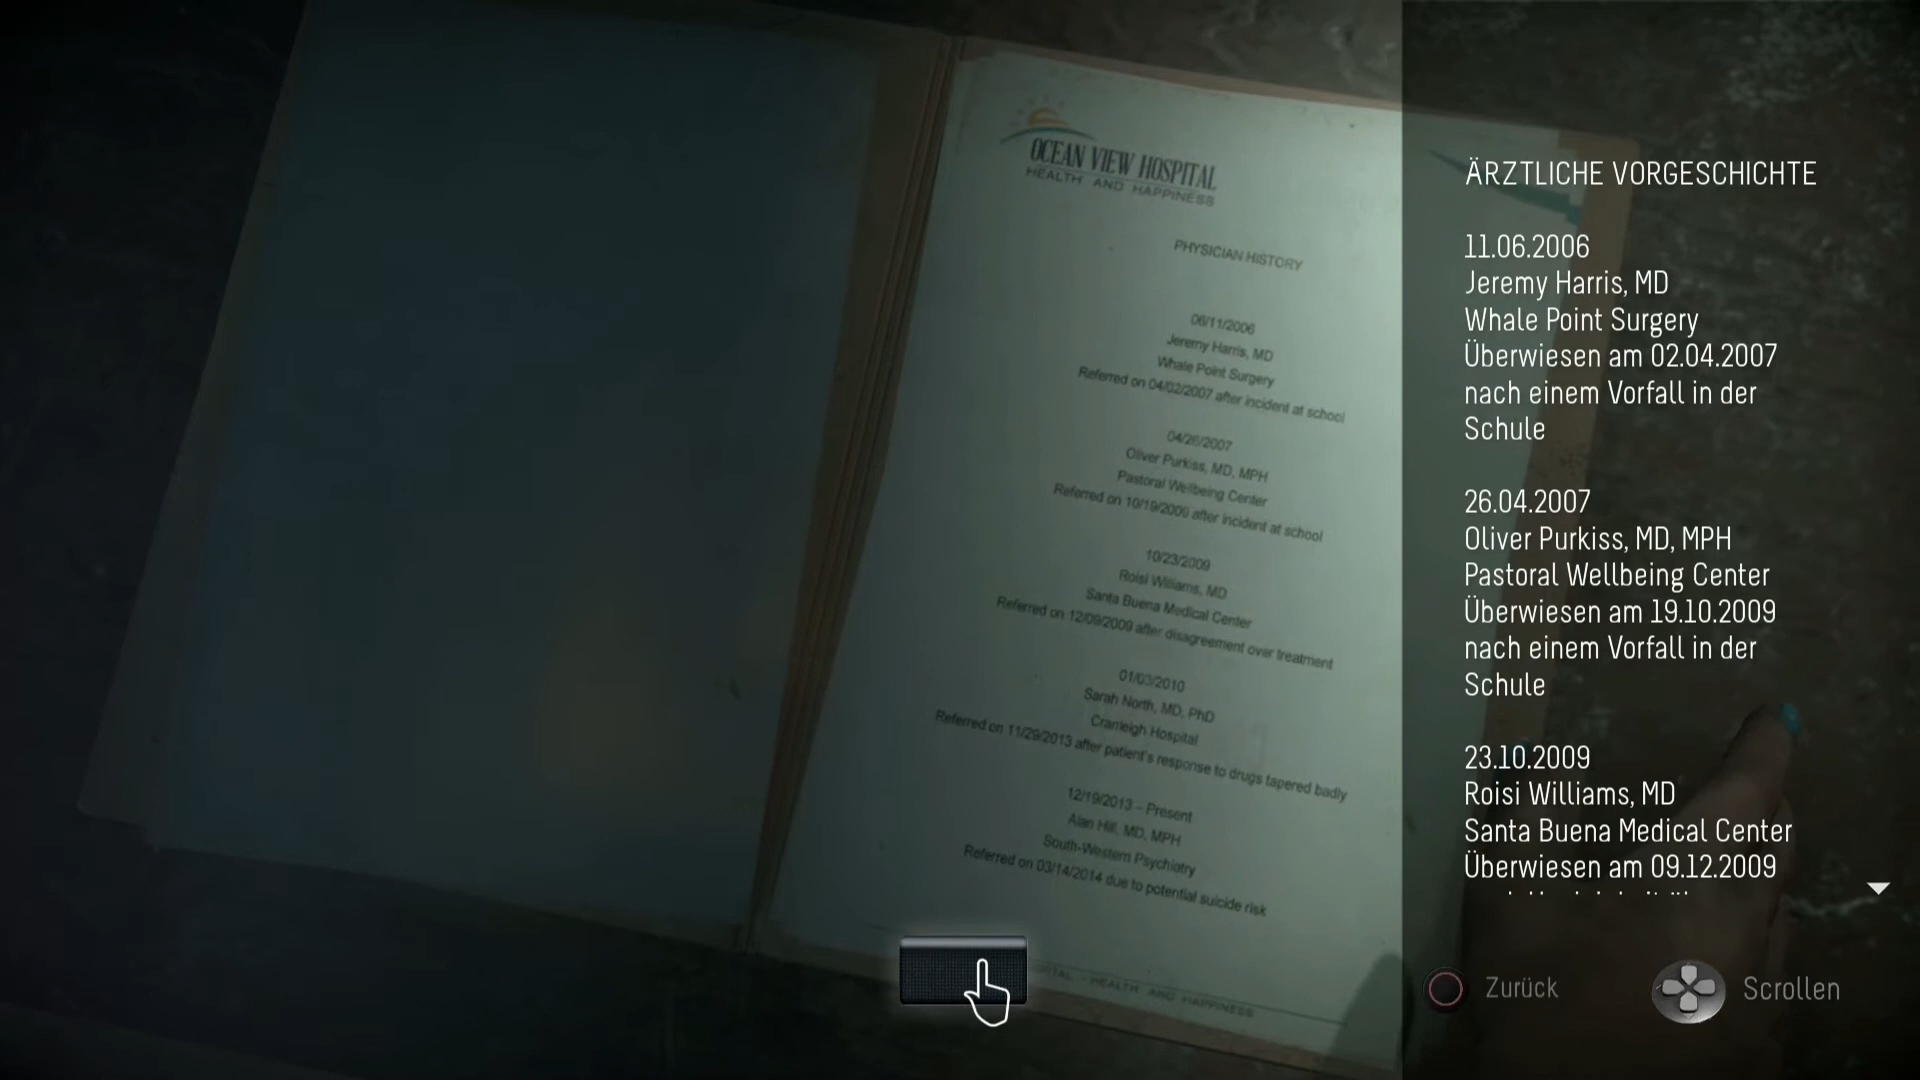 OCEAN VIEW HOSPITAL
HEALTH AND HAPPINESS
PHYSICIAN HISTORY
06/11/2006
Jeremy Harris, MD
Whale Point Surgery
Referred on 04/02/2007 after incident at school
04/26/2007
Oliver Purkiss, MD, MPH
Pastoral Wellbeing Center
Referred on 10/19/2009 after incident at school
10/23/2009
Roisi Williams, MD
Santa Buena Medical Center
Referred on 12/09/2009 after disagreement over treatment
01/03/2010
Sarah North, MD, PhD
Cranleigh Hospital
Referred on 11/29/2013 after patient's response to drugs tapered badly
12/19/2013 – Present
Alan Hill, MD, MPH
South-Western Psychiatry
Referred on 03/14/2014 due to potential suicide risk
- HEALTH AND HAPPINESS
ÄRZTLICHE VORGESCHICHTE
11.06.2006
Jeremy Harris, MD
Whale Point Surgery
Überwiesen am 02.04.2007
nach einem Vorfall in der
Schule
26.04.2007
Oliver Purkiss, MD, MPH
Pastoral Wellbeing Center
Überwiesen am 19.10.2009
nach einem Vorfall in der
Schule
23.10.2009
Roisi Williams, MD
Santa Buena Medical Center
Überwiesen am 09.12.2009
Zurück
Scrollen